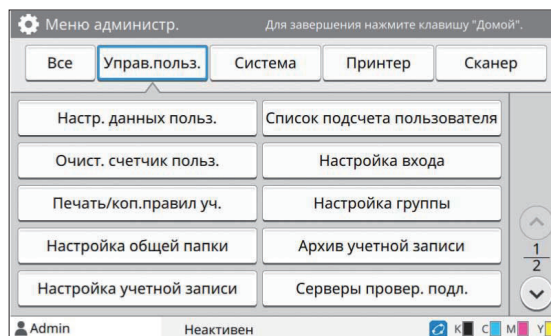 Меню администр. Для завершения нажмите клавишу "Домой".
Все Управ.польз. Система Принтер Сканер
Настр. данных польз. Список подсчета пользователя
Очист. счетчик польз. Настройка входа
Печать/коп.правил уч. Настройка группы
Настройка общей папки Архив учетной записи
Настройка учетной записи Серверы провер. подл.
1
2
Admin Неактивен K C M Y